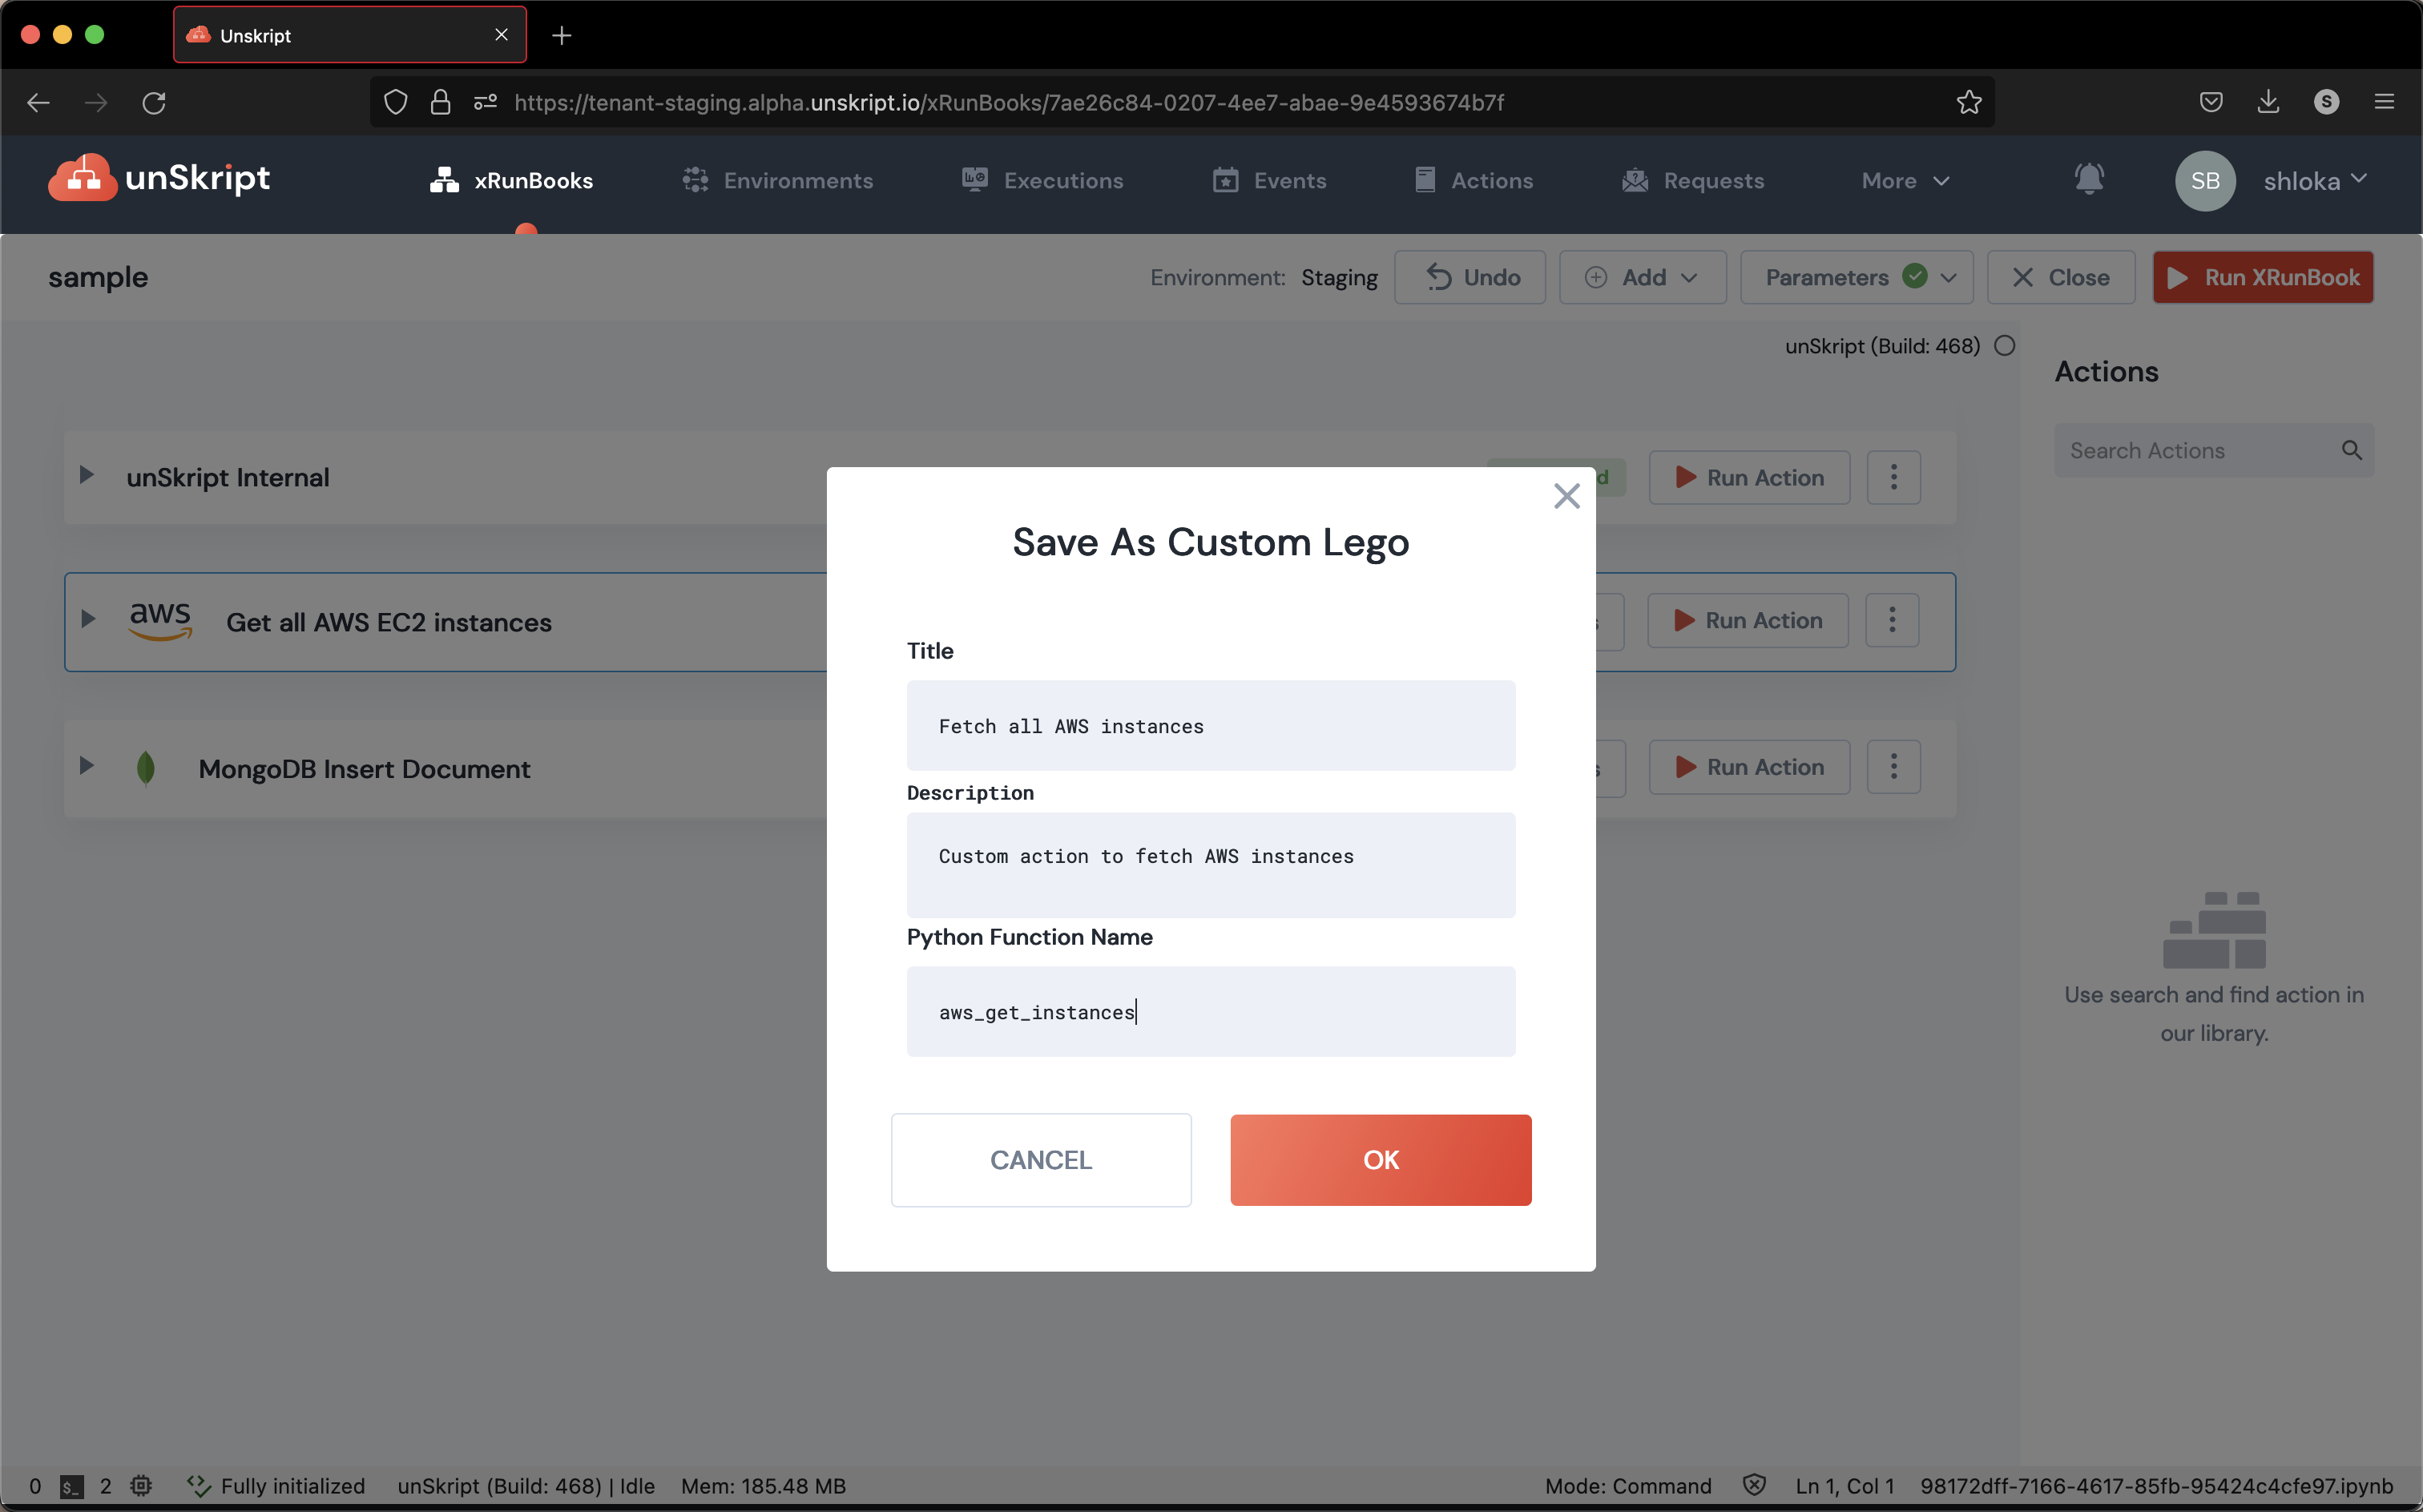 Unskript
https://tenant-staging.alpha.unskript.io/xRunBooks/7ae26c84-0207-4ee7-abae-9e4593674b7f
S
unSkript
xRunBooks
Environments
Executions
Events
Actions
Requests
More
SB
shloka
sample
Environment: Staging
Undo
Add
Parameters
Close
Run XRunBook
unSkript (Build: 468)
Actions
Search Actions
unSkript Internal
d
Run Action
aws
Get all AWS EC2 instances
s
Run Action
MongoDB Insert Document
s
Run Action
Save As Custom Lego
Title
Fetch all AWS instances
Description
Custom action to fetch AWS instances
Python Function Name
aws_get_instances
CANCEL
OK
Use search and find action in
our library.
0
$_
2
Fully initialized
unSkript (Build: 468) | Idle
Mem: 185.48 MB
Mode: Command
Ln 1, Col 1
98172dff-7166-4617-85fb-95424c4cfe97.ipynb